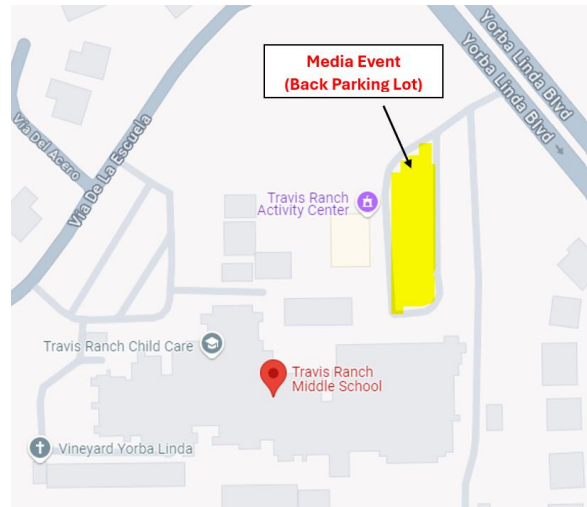 Media Event
(Back Parking Lot)
Yorba Linda Blvd
Yorba Linda Blvd
Via Del Acero
Via De La Escuela
Travis Ranch
Activity Center
Travis Ranch Child Care
Travis Ranch
Middle School
Vineyard Yorba Linda